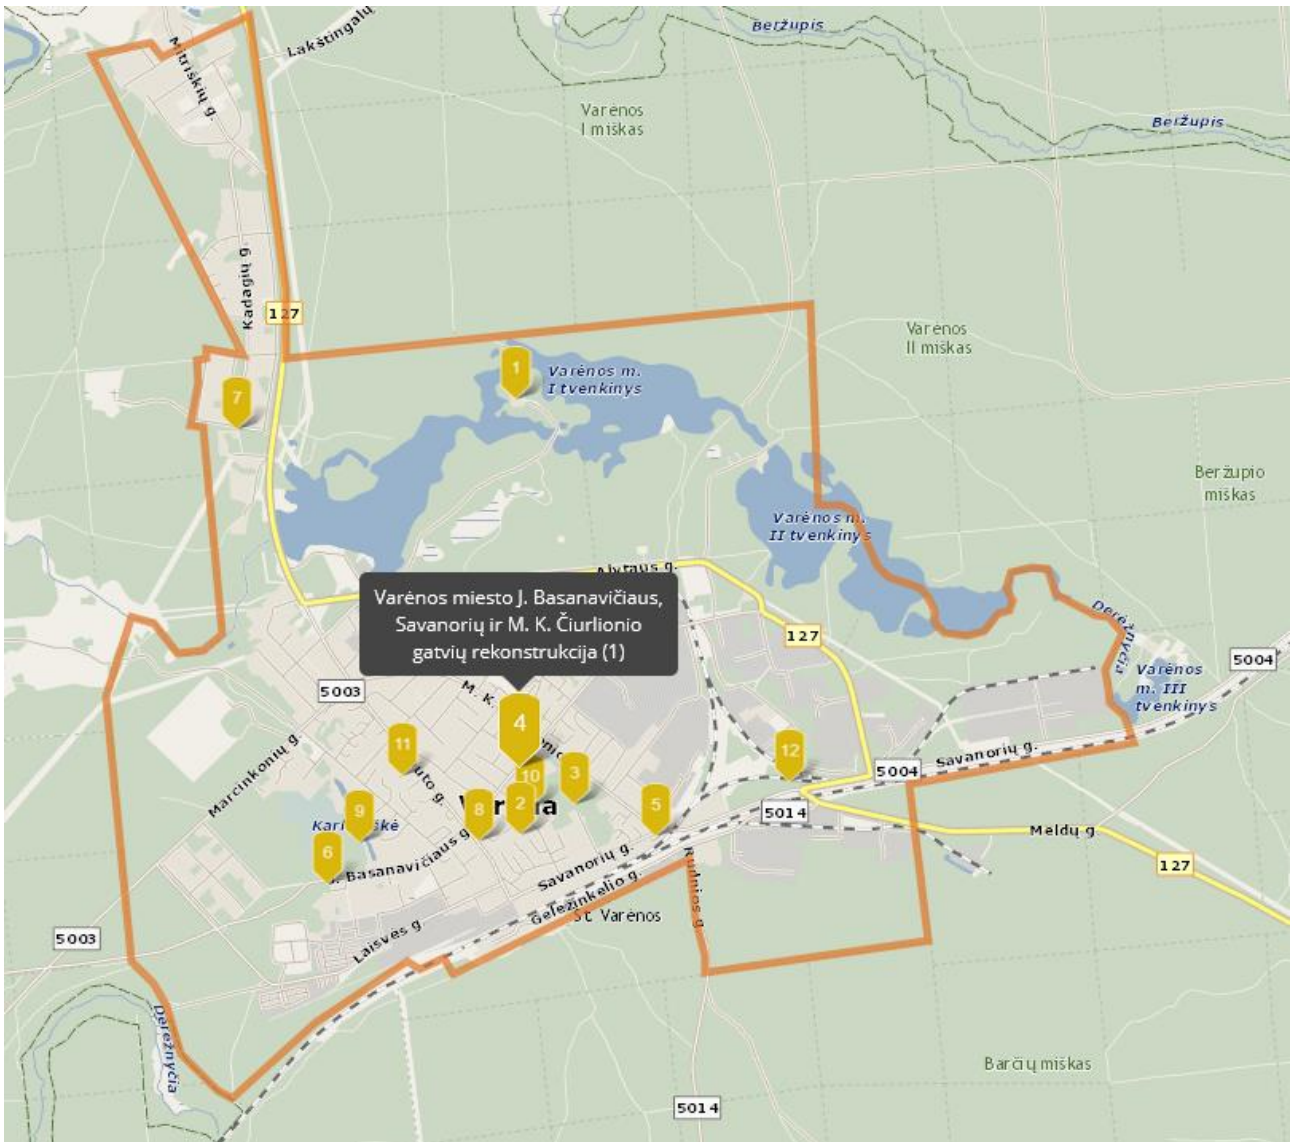 Beržupis
Lakštingalų
Mitriškių g.
Varėnos
I miškas
Beržupis
Kadagių g.
127
Varėnos
II miškas
1
Varėnos m.
I tvenkinys
7
Beržupio
miškas
Varėnos m.
II tvenkinys
Alytaus g.
Varėnos miesto J. Basanavičiaus,
Savanorių ir M. K. Čiurlionio
gatvių rekonstrukcija (1)
Derėžnyčia
127
5004
Varėnos
m. III
tvenkinys
5003
M. K.
4
Marcinkonių g.
11
12
Savanorių g.
5004
10
3
8
2
5
5014
9
Meldų g
6
Basanavičiaus g.
127
Savanorių g.
Geležinkelio g.
Rudnios g.
St. Varėnos
5003
Laisvės g.
Derežnyčia
Barčių miškas
5014